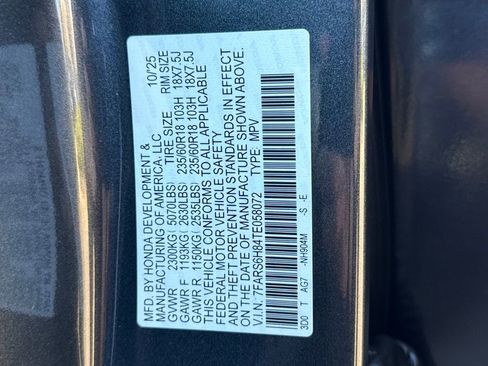 MFD. BY HONDA DEVELOPMENT &
MANUFACTURING OF AMERICA, LLC 10/25
GVWR 2300KG( 5070LBS) TIRE SIZE RIM SIZE
GAWR F 1193KG( 2630LBS) 235/60R18 103H 18X7.5J
GAWR R 1150KG( 2535LBS) 235/60R18 103H 18X7.5J
THIS VEHICLE CONFORMS TO ALL APPLICABLE
FEDERAL MOTOR VEHICLE SAFETY
AND THEFT PREVENTION STANDARDS IN EFFECT
ON THE DATE OF MANUFACTURE SHOWN ABOVE.
V.I.N. 7FARS6H84TE058072 TYPE: MPV
3D0 T AG7 -NH904M -S -E